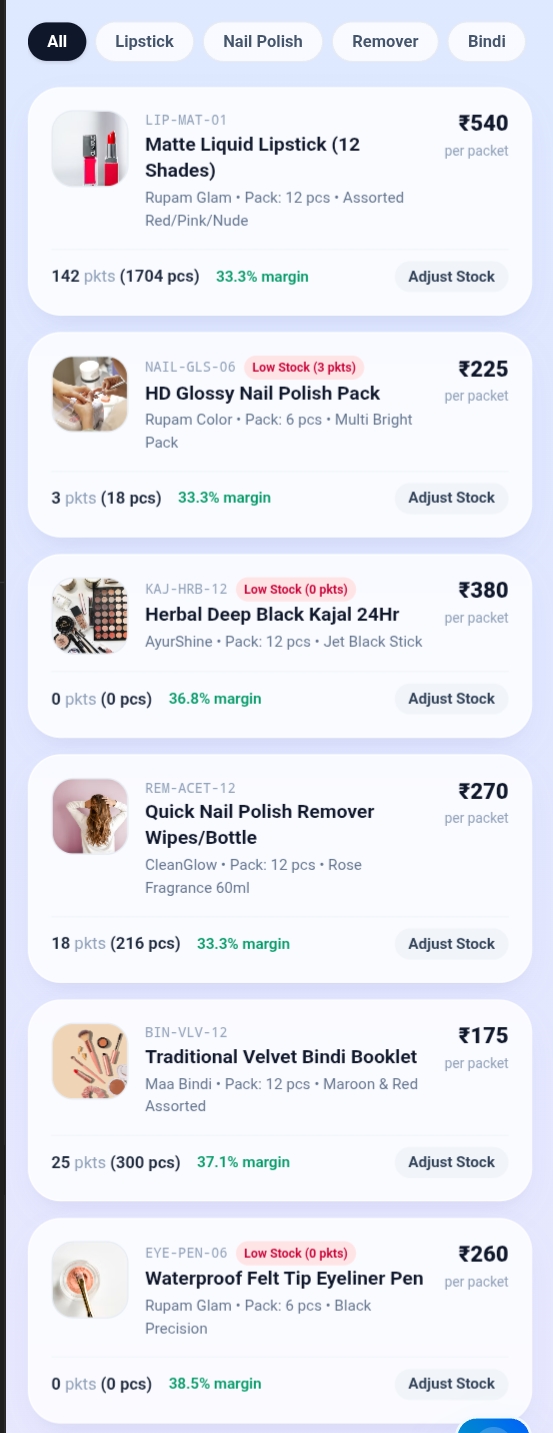 All Lipstick Nail Polish Remover Bindi
LIP-MAT-01
₹540
Matte Liquid Lipstick (12
Shades)
per packet
Rupam Glam • Pack: 12 pcs • Assorted
Red/Pink/Nude
142 pkts (1704 pcs) 33.3% margin Adjust Stock
NAIL-GLS-06 Low Stock (3 pkts)
₹225
HD Glossy Nail Polish Pack
per packet
Rupam Color • Pack: 6 pcs • Multi Bright
Pack
3 pkts (18 pcs) 33.3% margin Adjust Stock
KAJ-HRB-12 Low Stock (0 pkts)
₹380
Herbal Deep Black Kajal 24Hr
per packet
AyurShine • Pack: 12 pcs • Jet Black Stick
0 pkts (0 pcs) 36.8% margin Adjust Stock
REM-ACET-12
₹270
Quick Nail Polish Remover
Wipes/Bottle
per packet
CleanGlow • Pack: 12 pcs • Rose
Fragrance 60ml
18 pkts (216 pcs) 33.3% margin Adjust Stock
BIN-VLV-12
₹175
Traditional Velvet Bindi Booklet
per packet
Maa Bindi • Pack: 12 pcs • Maroon & Red
Assorted
25 pkts (300 pcs) 37.1% margin Adjust Stock
EYE-PEN-06 Low Stock (0 pkts)
₹260
Waterproof Felt Tip Eyeliner Pen
per packet
Rupam Glam • Pack: 6 pcs • Black
Precision
0 pkts (0 pcs) 38.5% margin Adjust Stock